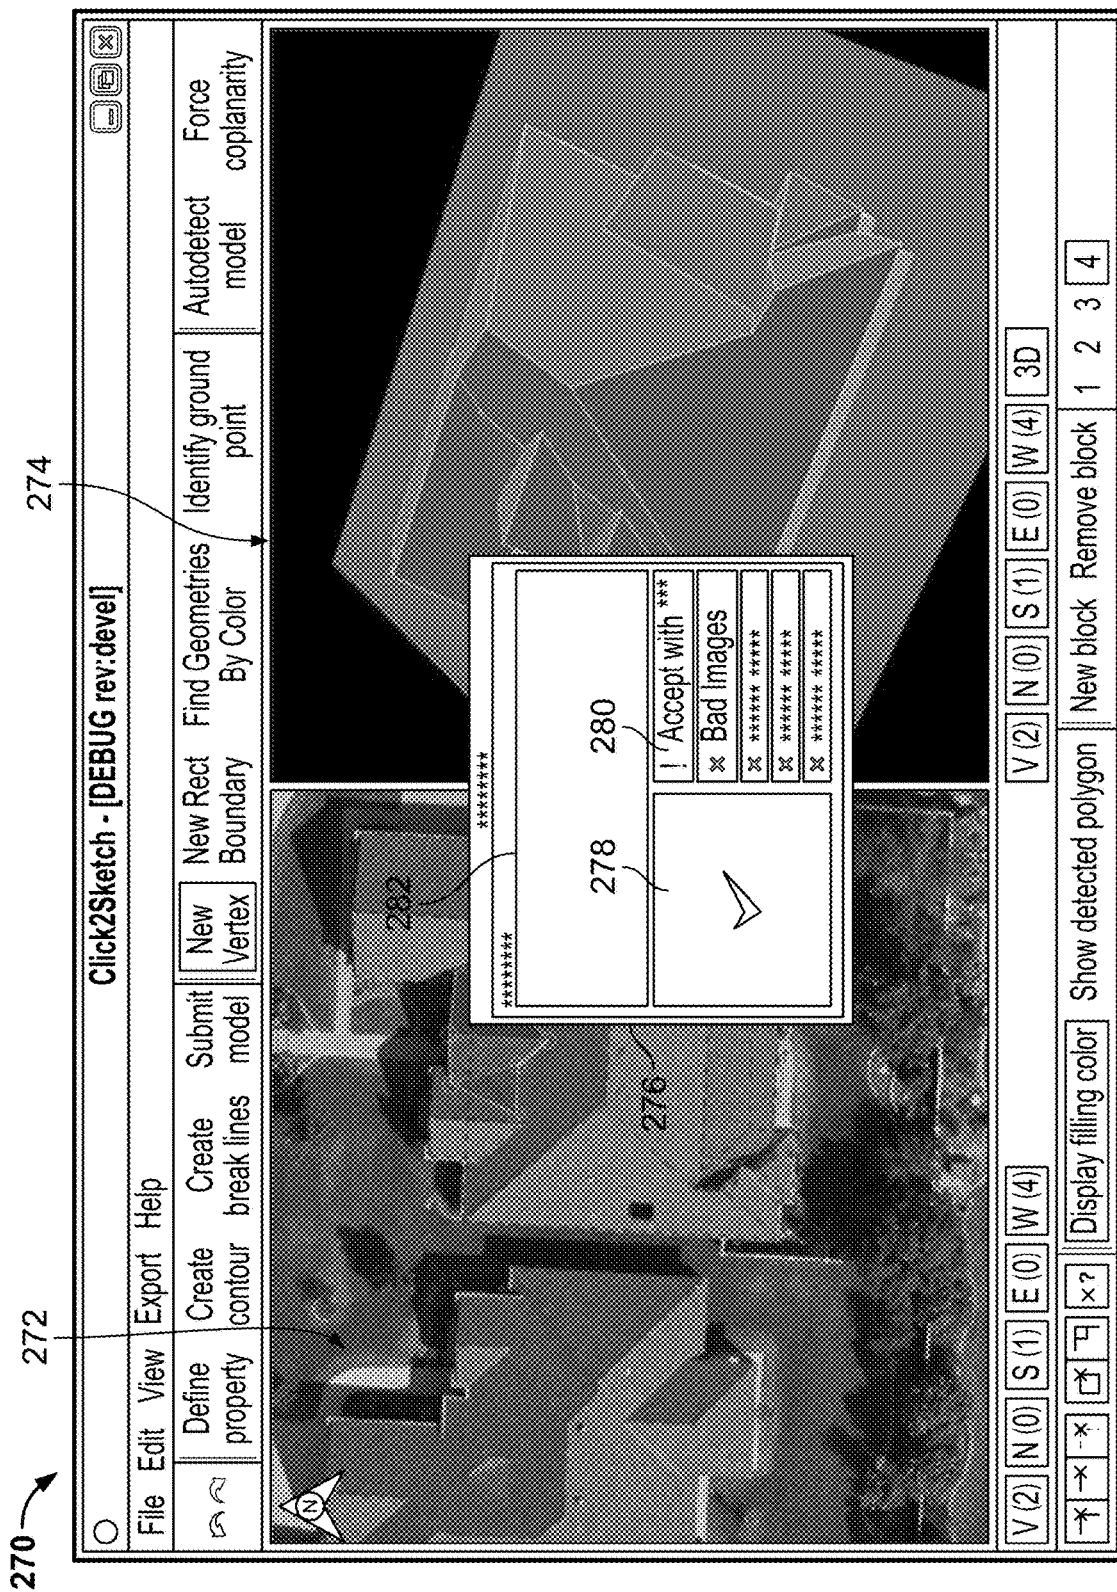 270
272
274
Click2Sketch - [DEBUG rev:devel]
File Edit View Export Help
Define property
Create contour
Create break lines
Submit model
New Vertex
New Rect Boundary
Find Geometries By Color
Identify ground point
Autodetect model
Force coplanarity
N
282
276
******** ********
278
280
! Accept with ***
× Bad Images
× ****** *****
× ****** *****
× ****** *****
V (2) N (0) S (1) E (0) W (4)
V (2) N (0) S (1) E (0) W (4) 3D
×?
Display filling color
Show detected polygon
New block Remove block 1 2 3 4